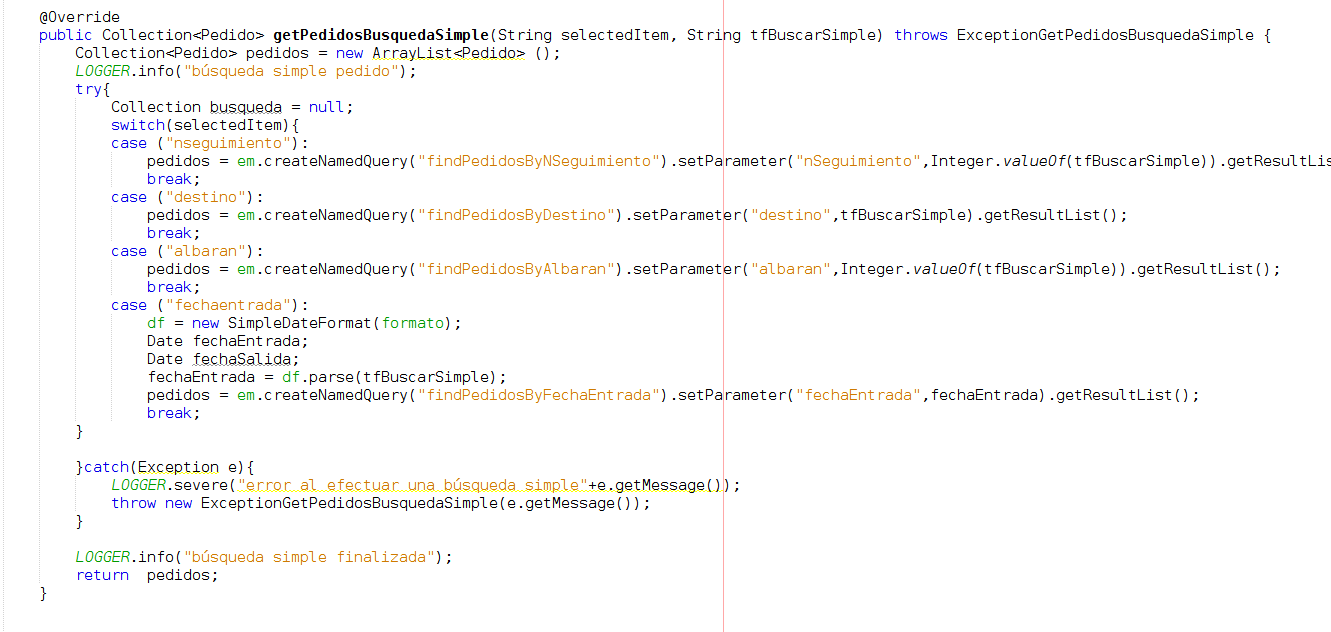 @Override
public Collection<Pedido> getPedidosBusquedaSimple(String selectedItem, String tfBuscarSimple) throws ExceptionGetPedidosBusquedaSimple {
    Collection<Pedido> pedidos = new ArrayList<Pedido> ();
    LOGGER.info("búsqueda simple pedido");
    try{
        Collection busqueda = null;
        switch(selectedItem){
        case ("nseguimiento"):
            pedidos = em.createNamedQuery("findPedidosByNSeguimiento").setParameter("nSeguimiento",Integer.valueOf(tfBuscarSimple)).getResultLis
            break;
        case ("destino"):
            pedidos = em.createNamedQuery("findPedidosByDestino").setParameter("destino",tfBuscarSimple).getResultList();
            break;
        case ("albaran"):
            pedidos = em.createNamedQuery("findPedidosByAlbaran").setParameter("albaran",Integer.valueOf(tfBuscarSimple)).getResultList();
            break;
        case ("fechaentrada"):
            df = new SimpleDateFormat(formato);
            Date fechaEntrada;
            Date fechaSalida;
            fechaEntrada = df.parse(tfBuscarSimple);
            pedidos = em.createNamedQuery("findPedidosByFechaEntrada").setParameter("fechaEntrada",fechaEntrada).getResultList();
            break;
    }
    }catch(Exception e){
        LOGGER.severe("error al efectuar una búsqueda simple"+e.getMessage());
        throw new ExceptionGetPedidosBusquedaSimple(e.getMessage());
    }
    LOGGER.info("búsqueda simple finalizada");
    return  pedidos;
}